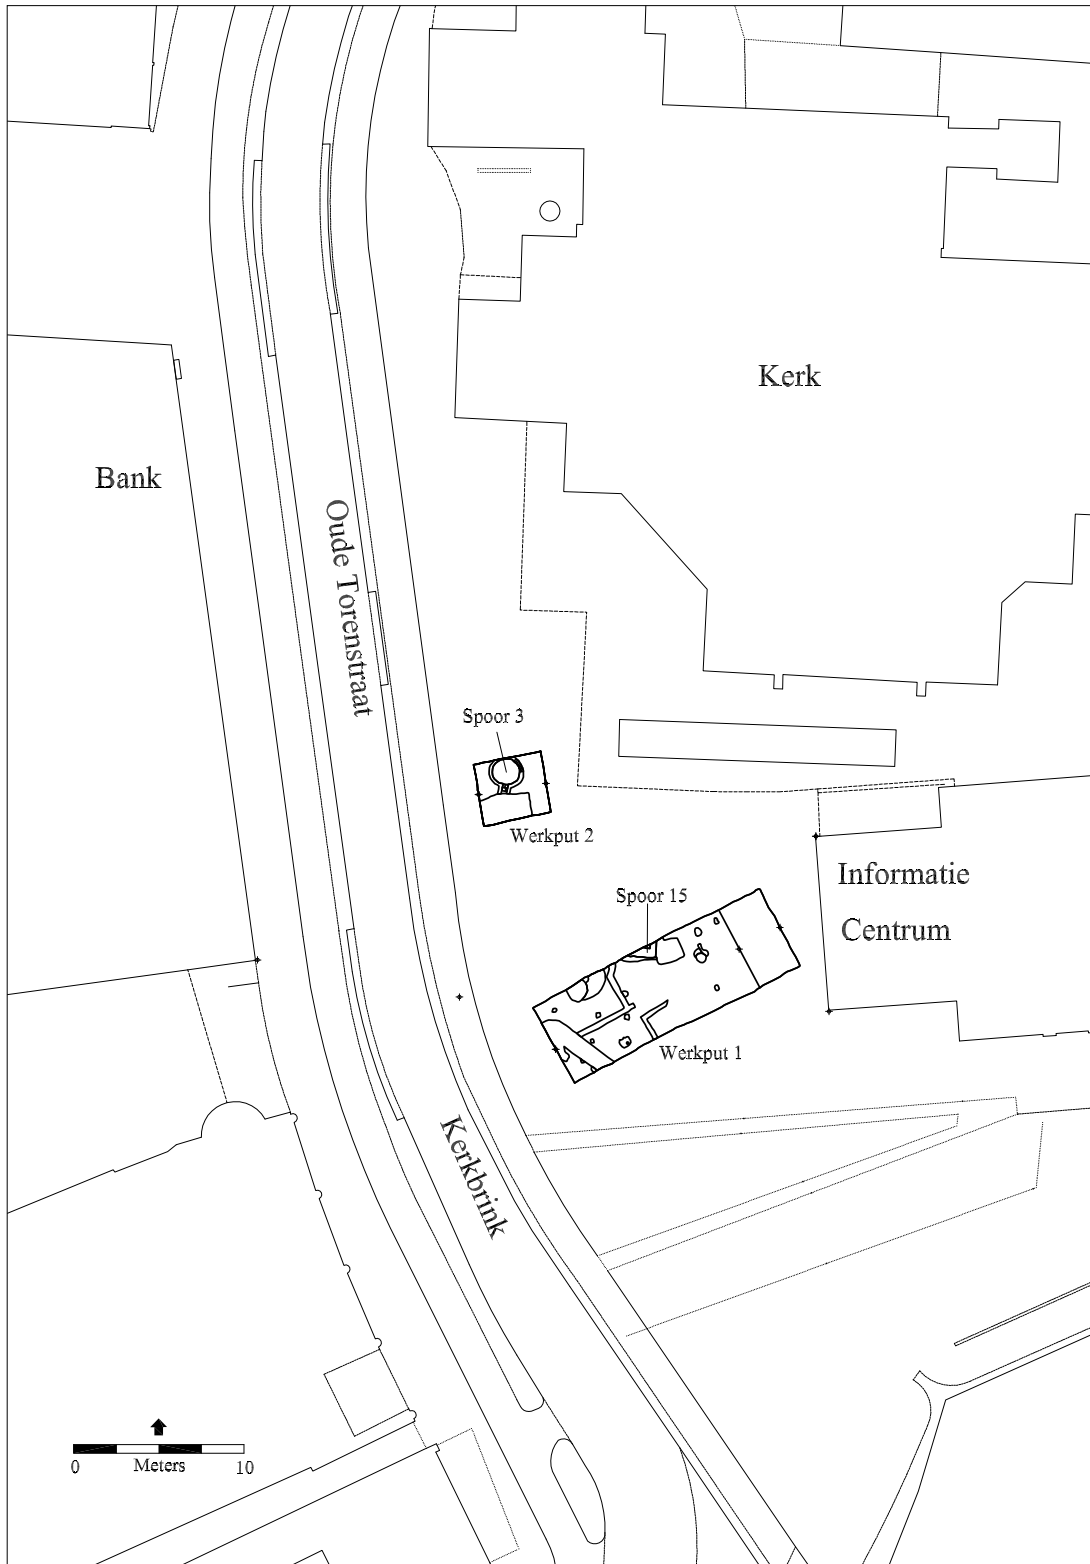 Kerk
Bank
Oude Torenstraat
Spoor 3
Werkput 2
Informatie
Centrum
Spoor 15
Werkput 1
Kerkbrink
0 Meters 10